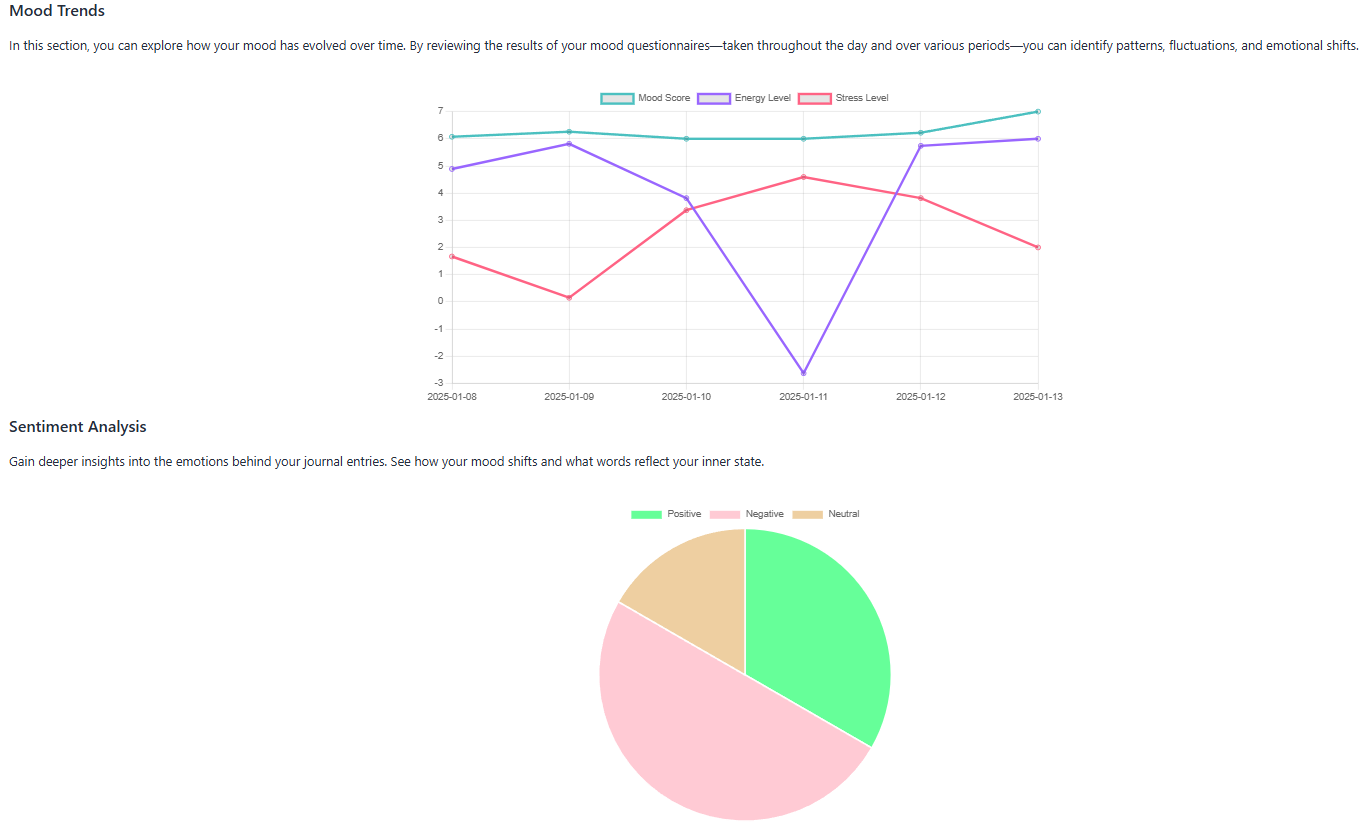 Mood Trends
In this section, you can explore how your mood has evolved over time. By reviewing the results of your mood questionnaires—taken throughout the day and over various periods—you can identify patterns, fluctuations, and emotional shifts.
Mood Score Energy Level Stress Level
7
6
5
4
3
2
1
0
-1
-2
-3
2025-01-08 2025-01-09 2025-01-10 2025-01-11 2025-01-12 2025-01-13
Sentiment Analysis
Gain deeper insights into the emotions behind your journal entries. See how your mood shifts and what words reflect your inner state.
Positive Negative Neutral